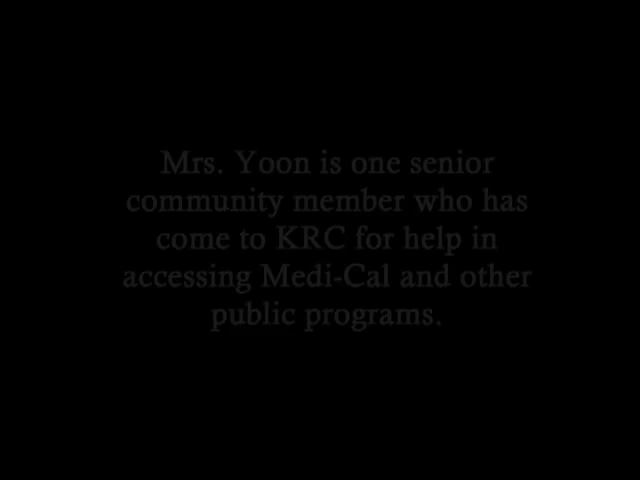 Mrs. Yoon is one senior
community member who has
come to KRC for help in
accessing Medi-Cal and other
public programs.